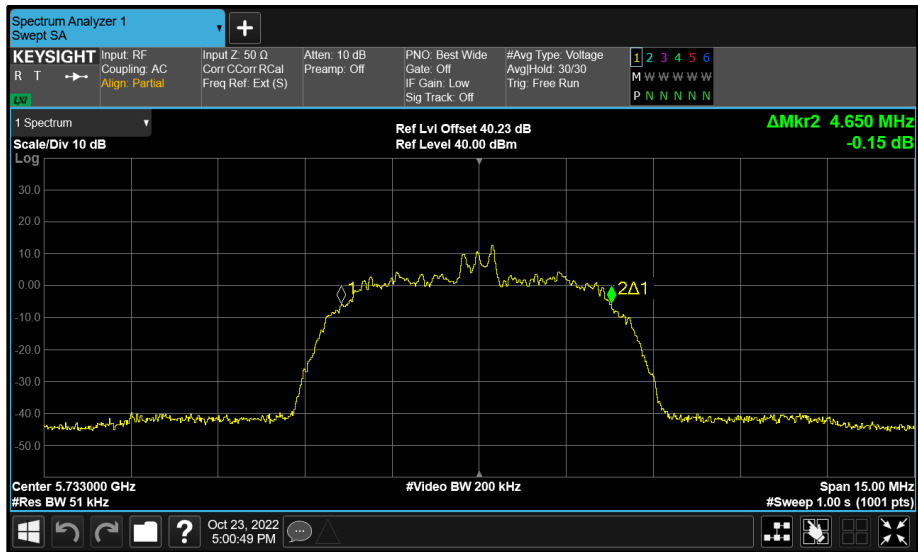 Spectrum Analyzer 1
Swept SA
KEYSIGHT
R T
LXI
Input: RF
Coupling: AC
Align: Partial
Input Z: 50 Ω
Corr CCorr RCal
Freq Ref: Ext (S)
Atten: 10 dB
Preamp: Off
PNO: Best Wide
Gate: Off
IF Gain: Low
Sig Track: Off
#Avg Type: Voltage
Avg|Hold: 30/30
Trig: Free Run
1 2 3 4 5 6
M W W W W W
P N N N N N
1 Spectrum
Scale/Div 10 dB
Ref Lvl Offset 40.23 dB
Ref Level 40.00 dBm
ΔMkr2 4.650 MHz
-0.15 dB
Log
30.0
20.0
10.0
0.00
-10.0
-20.0
-30.0
-40.0
-50.0
1
2Δ1
Center 5.733000 GHz
#Video BW 200 kHz
Span 15.00 MHz
#Res BW 51 kHz
#Sweep 1.00 s (1001 pts)
?
Oct 23, 2022
5:00:49 PM